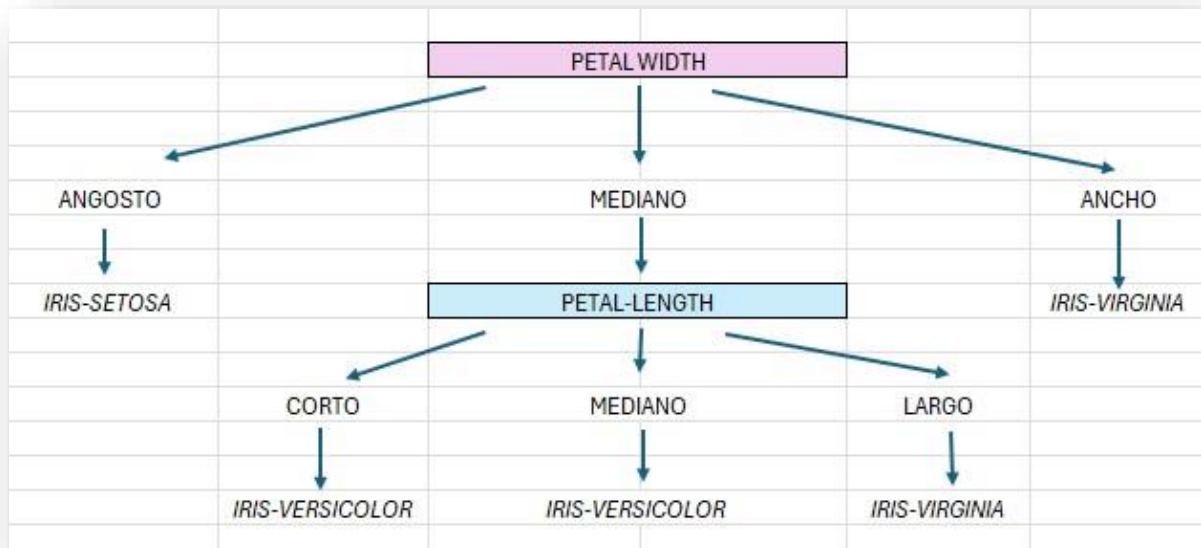 PETAL WIDTH
ANGOSTO MEDIANO ANCHO
IRIS-SETOSA PETAL-LENGTH IRIS-VIRGINIA
CORTO MEDIANO LARGO
IRIS-VERSICOLOR IRIS-VERSICOLOR IRIS-VIRGINIA